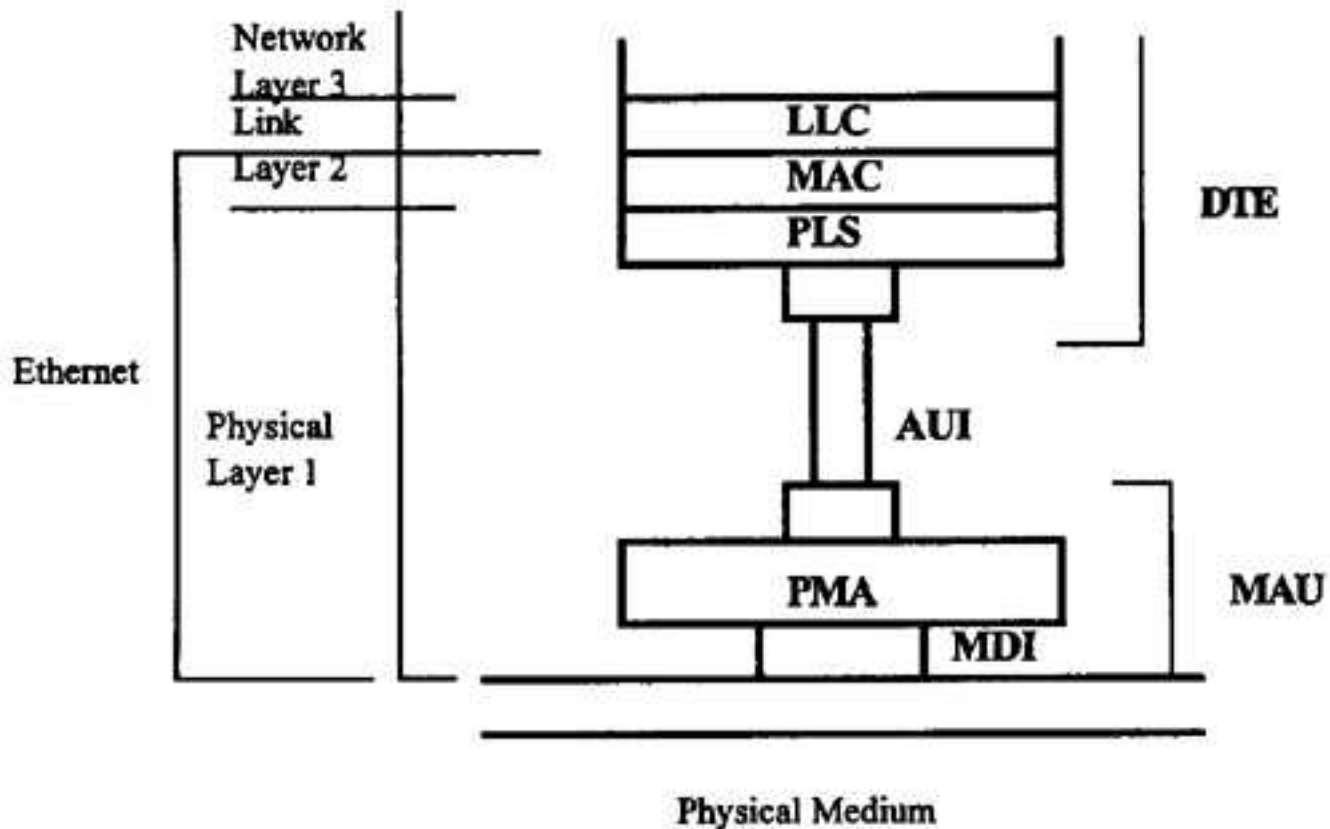 Network
Layer 3
Link
Layer 2
LLC
MAC
PLS
DTE
Ethernet
Physical
Layer 1
AUI
PMA
MAU
MDI
Physical Medium